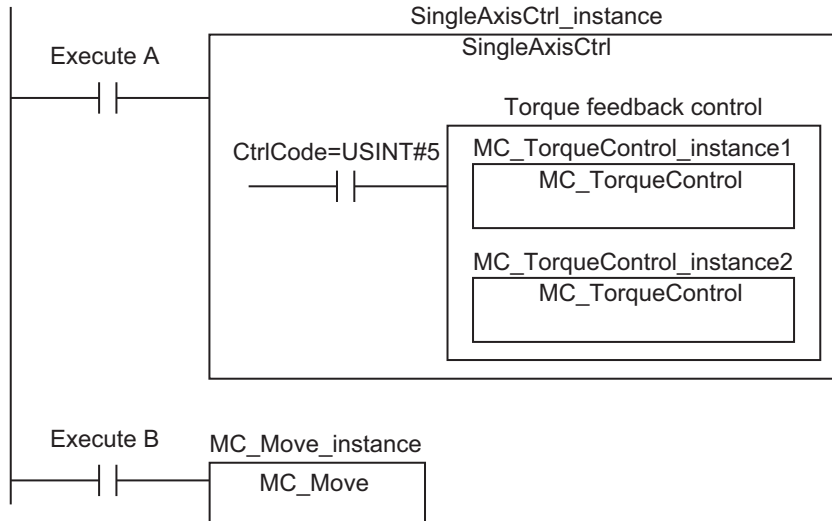 SingleAxisCtrl_instance
Execute A
SingleAxisCtrl
Torque feedback control
CtrlCode=USINT#5
MC_TorqueControl_instance1
MC_TorqueControl
MC_TorqueControl_instance2
MC_TorqueControl
Execute B
MC_Move_instance
MC_Move